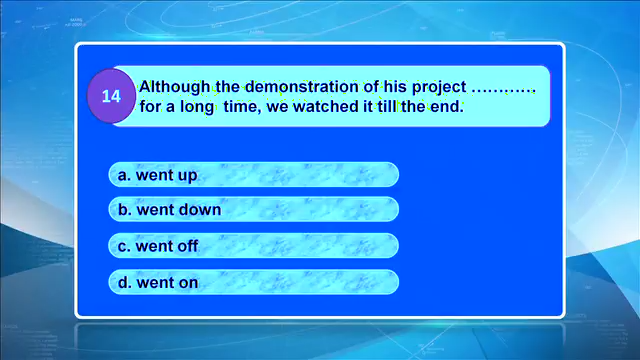 14
Although the demonstration of his project …………
for a long time, we watched it till the end.
a. went up
b. went down
c. went off
d. went on